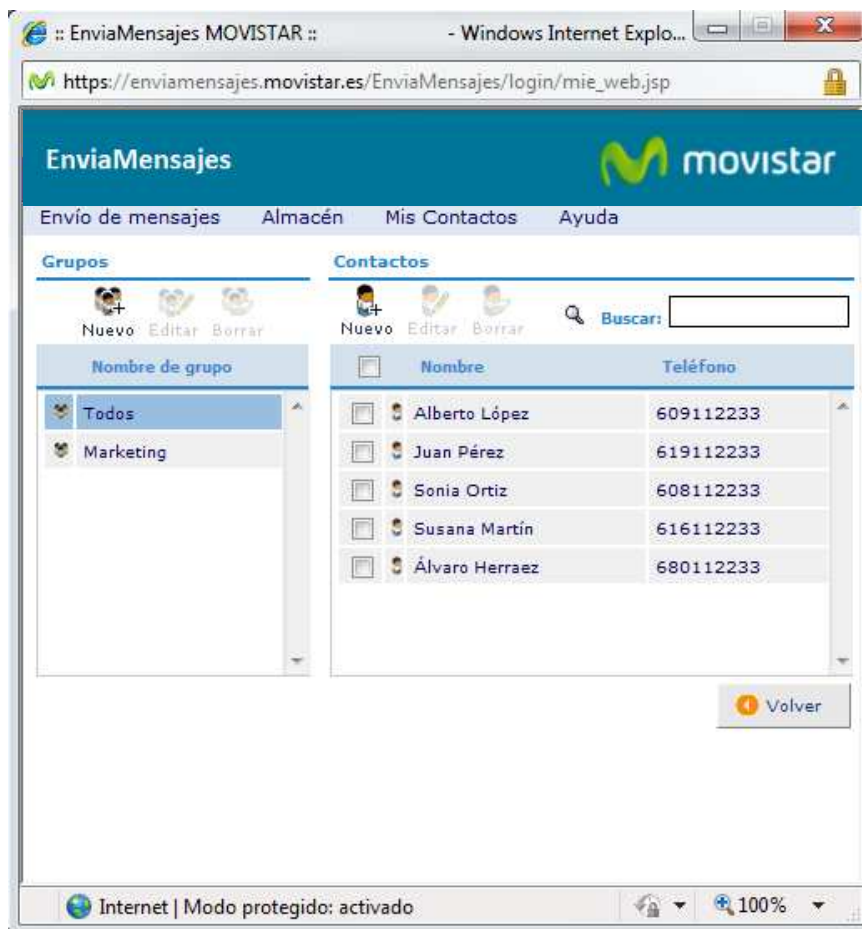 :: EnviaMensajes MOVISTAR :: - Windows Internet Explo...
https://enviamensajes.movistar.es/EnviaMensajes/login/mie_web.jsp
EnviaMensajes movistar
Envío de mensajes Almacén Mis Contactos Ayuda
Grupos Contactos
Nuevo Editar Borrar Nuevo Editar Borrar Buscar:
Nombre de grupo Nombre Teléfono
Todos Alberto López 609112233
Marketing Juan Pérez 619112233
Sonia Ortiz 608112233
Susana Martín 616112233
Álvaro Herraez 680112233
Volver
Internet | Modo protegido: activado 100%